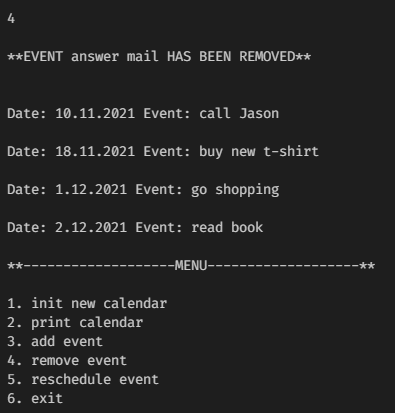 4
**EVENT answer mail HAS BEEN REMOVED**
Date: 10.11.2021 Event: call Jason
Date: 18.11.2021 Event: buy new t-shirt
Date: 1.12.2021 Event: go shopping
Date: 2.12.2021 Event: read book
**-------------------MENU-------------------**
1. init new calendar
2. print calendar
3. add event
4. remove event
5. reschedule event
6. exit